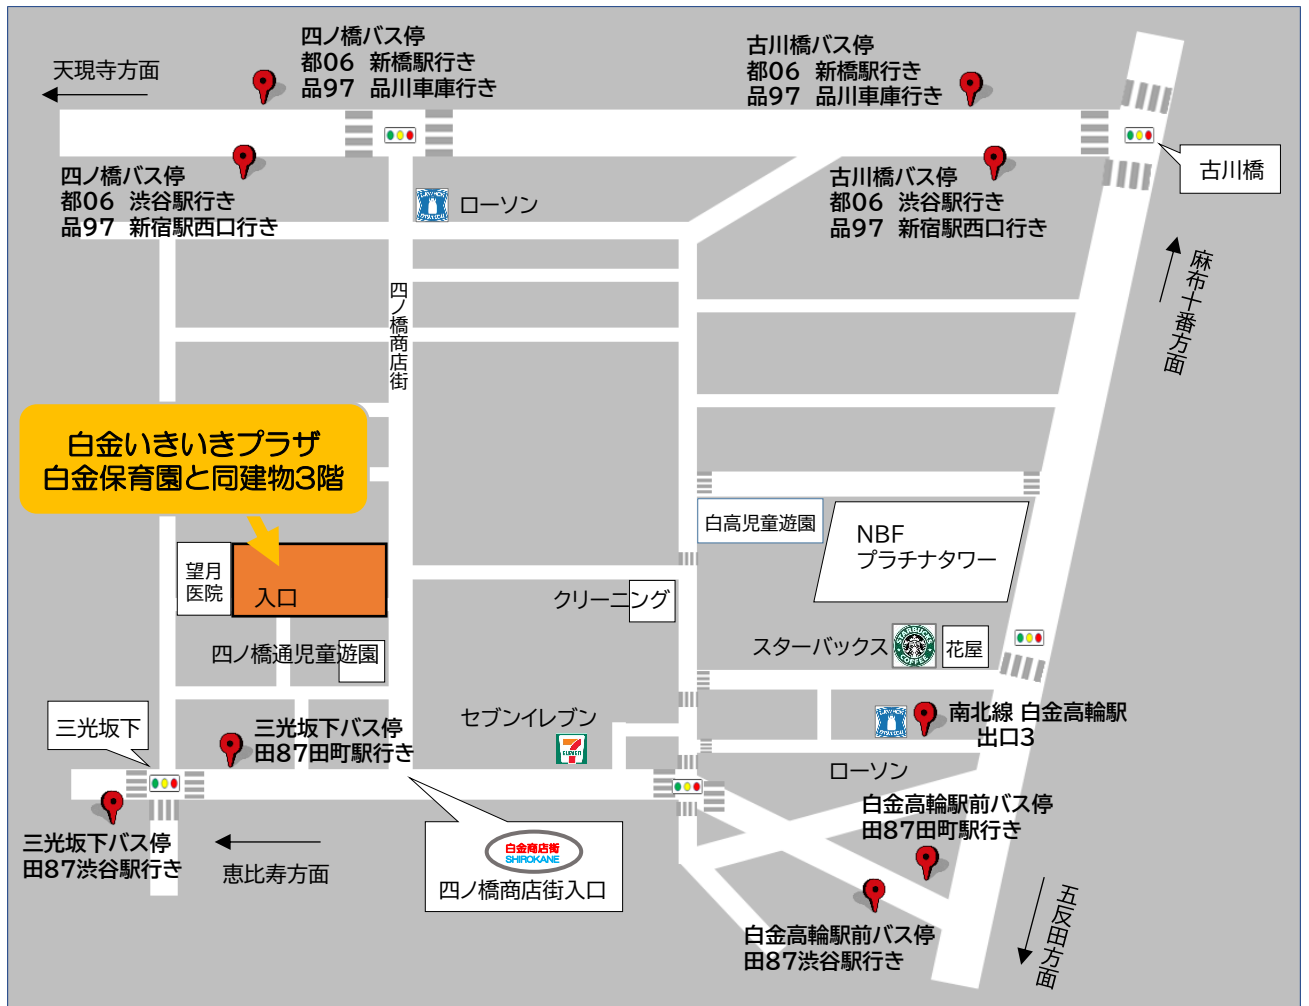 四ノ橋バス停
都06 新橋駅行き
品97 品川車庫行き
古川橋バス停
都06 新橋駅行き
品97 品川車庫行き
天現寺方面
四ノ橋バス停
都06 渋谷駅行き
品97 新宿駅西口行き
古川橋バス停
都06 渋谷駅行き
品97 新宿駅西口行き
古川橋
ローソン
麻布十番方面
四ノ橋商店街
白金いきいきプラザ
白金保育園と同建物3階
白高児童遊園
NBF
プラチナタワー
望月
医院
入口
クリーニング
四ノ橋通児童遊園
スターバックス
STARBUCKS
COFFEE
花屋
三光坂下
三光坂下バス停
田87田町駅行き
セブンイレブン
南北線 白金高輪駅
出口3
ローソン
白金高輪駅前バス停
田87田町駅行き
三光坂下バス停
田87渋谷駅行き
恵比寿方面
白金商店街
SHIROKANE
四ノ橋商店街入口
白金高輪駅前バス停
田87渋谷駅行き
五反田方面